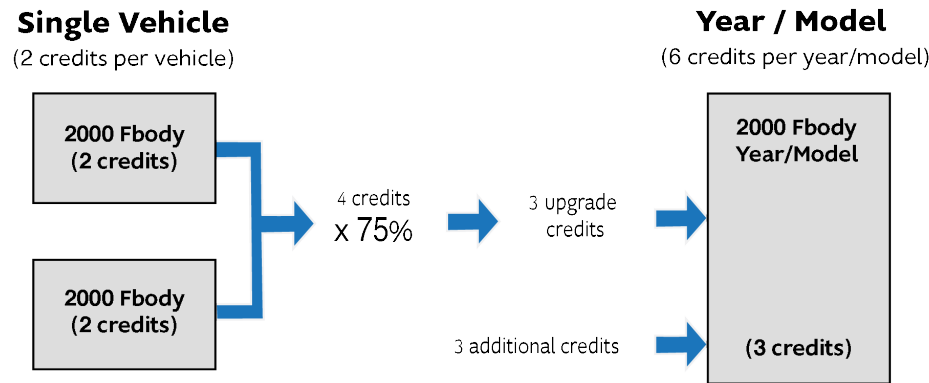 Single Vehicle
(2 credits per vehicle)
Year / Model
(6 credits per year/model)
2000 Fbody
(2 credits)
2000 Fbody
(2 credits)
4 credits
x 75%
3 upgrade
credits
3 additional credits
2000 Fbody
Year/Model
(3 credits)